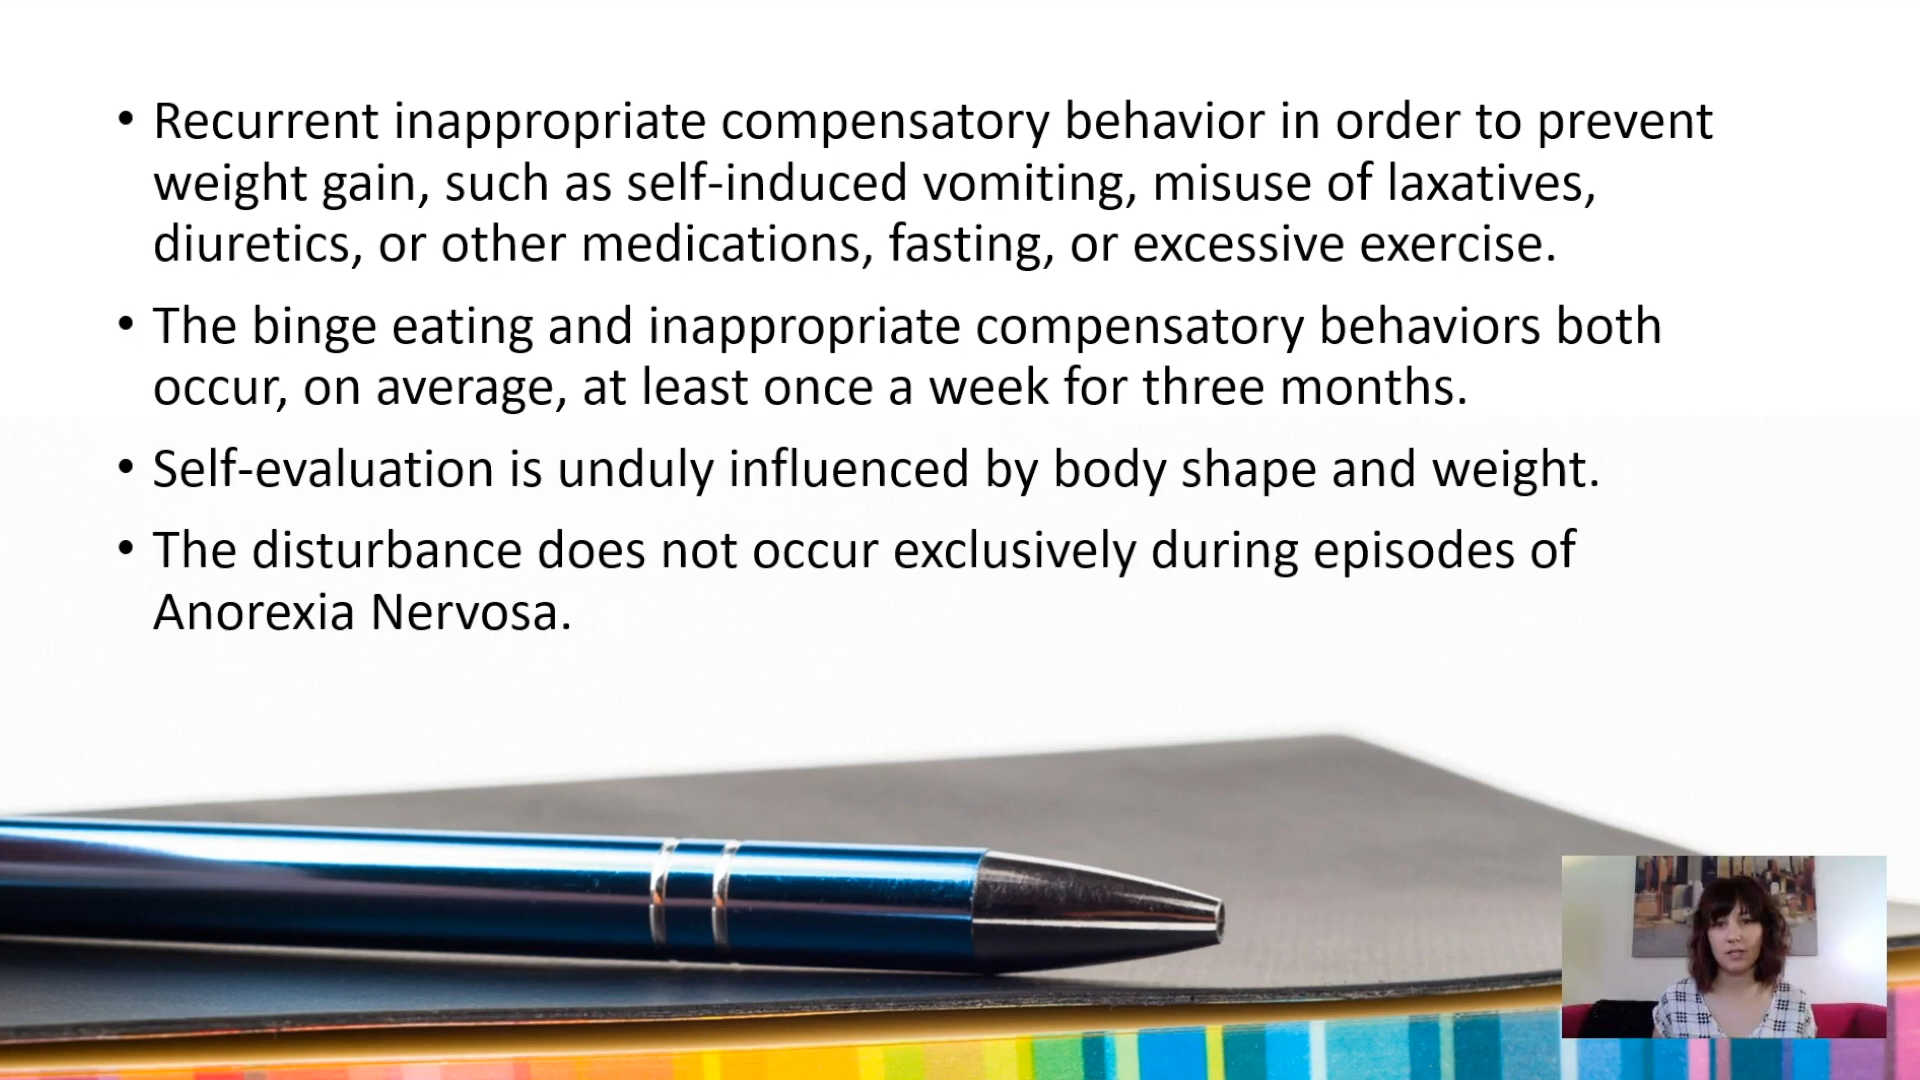 • Recurrent inappropriate compensatory behavior in order to prevent
weight gain, such as self-induced vomiting, misuse of laxatives,
diuretics, or other medications, fasting, or excessive exercise.
• The binge eating and inappropriate compensatory behaviors both
occur, on average, at least once a week for three months.
• Self-evaluation is unduly influenced by body shape and weight.
• The disturbance does not occur exclusively during episodes of
Anorexia Nervosa.